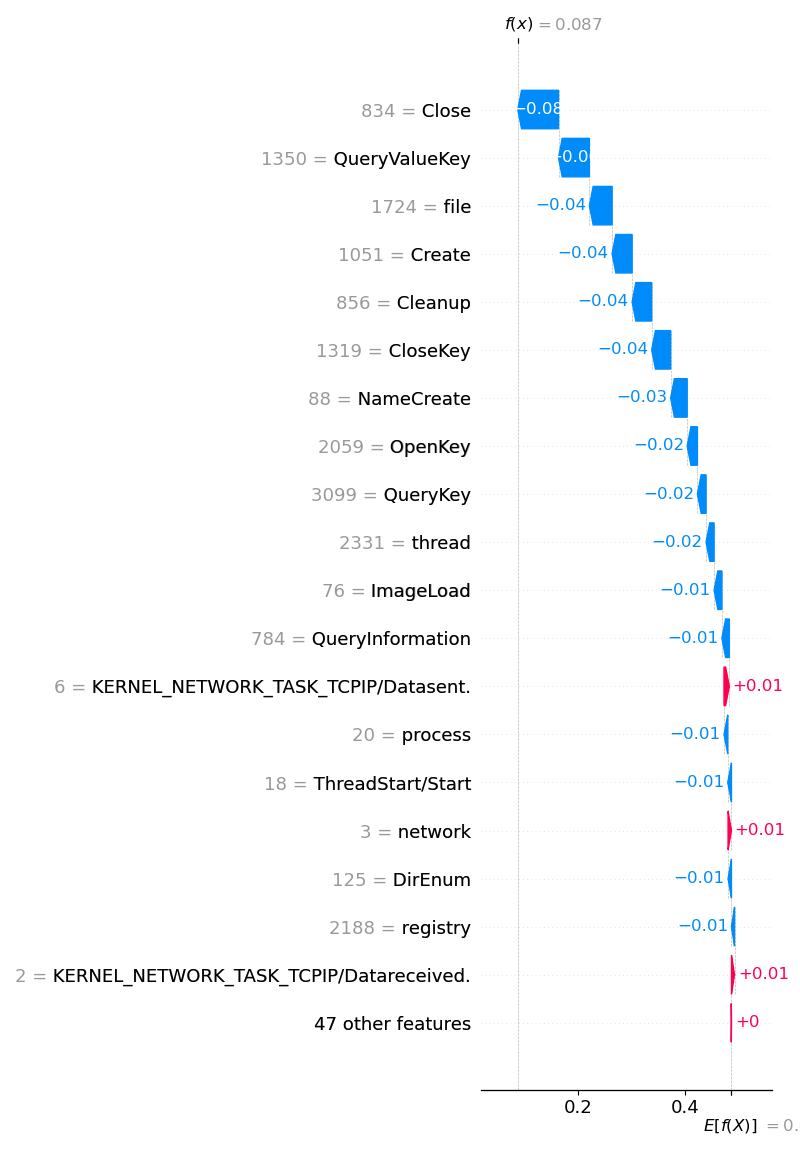 f(x) = 0.087
834 = Close −0.08
1350 = QueryValueKey −0.0
1724 = file −0.04
1051 = Create −0.04
856 = Cleanup −0.04
1319 = CloseKey −0.04
88 = NameCreate −0.03
2059 = OpenKey −0.02
3099 = QueryKey −0.02
2331 = thread −0.02
76 = ImageLoad −0.01
784 = QueryInformation −0.01
6 = KERNEL_NETWORK_TASK_TCPIP/Datasent. +0.01
20 = process −0.01
18 = ThreadStart/Start −0.01
3 = network +0.01
125 = DirEnum −0.01
2188 = registry −0.01
2 = KERNEL_NETWORK_TASK_TCPIP/Datareceived. +0.01
47 other features +0
0.2 0.4
E[f(X)] = 0.